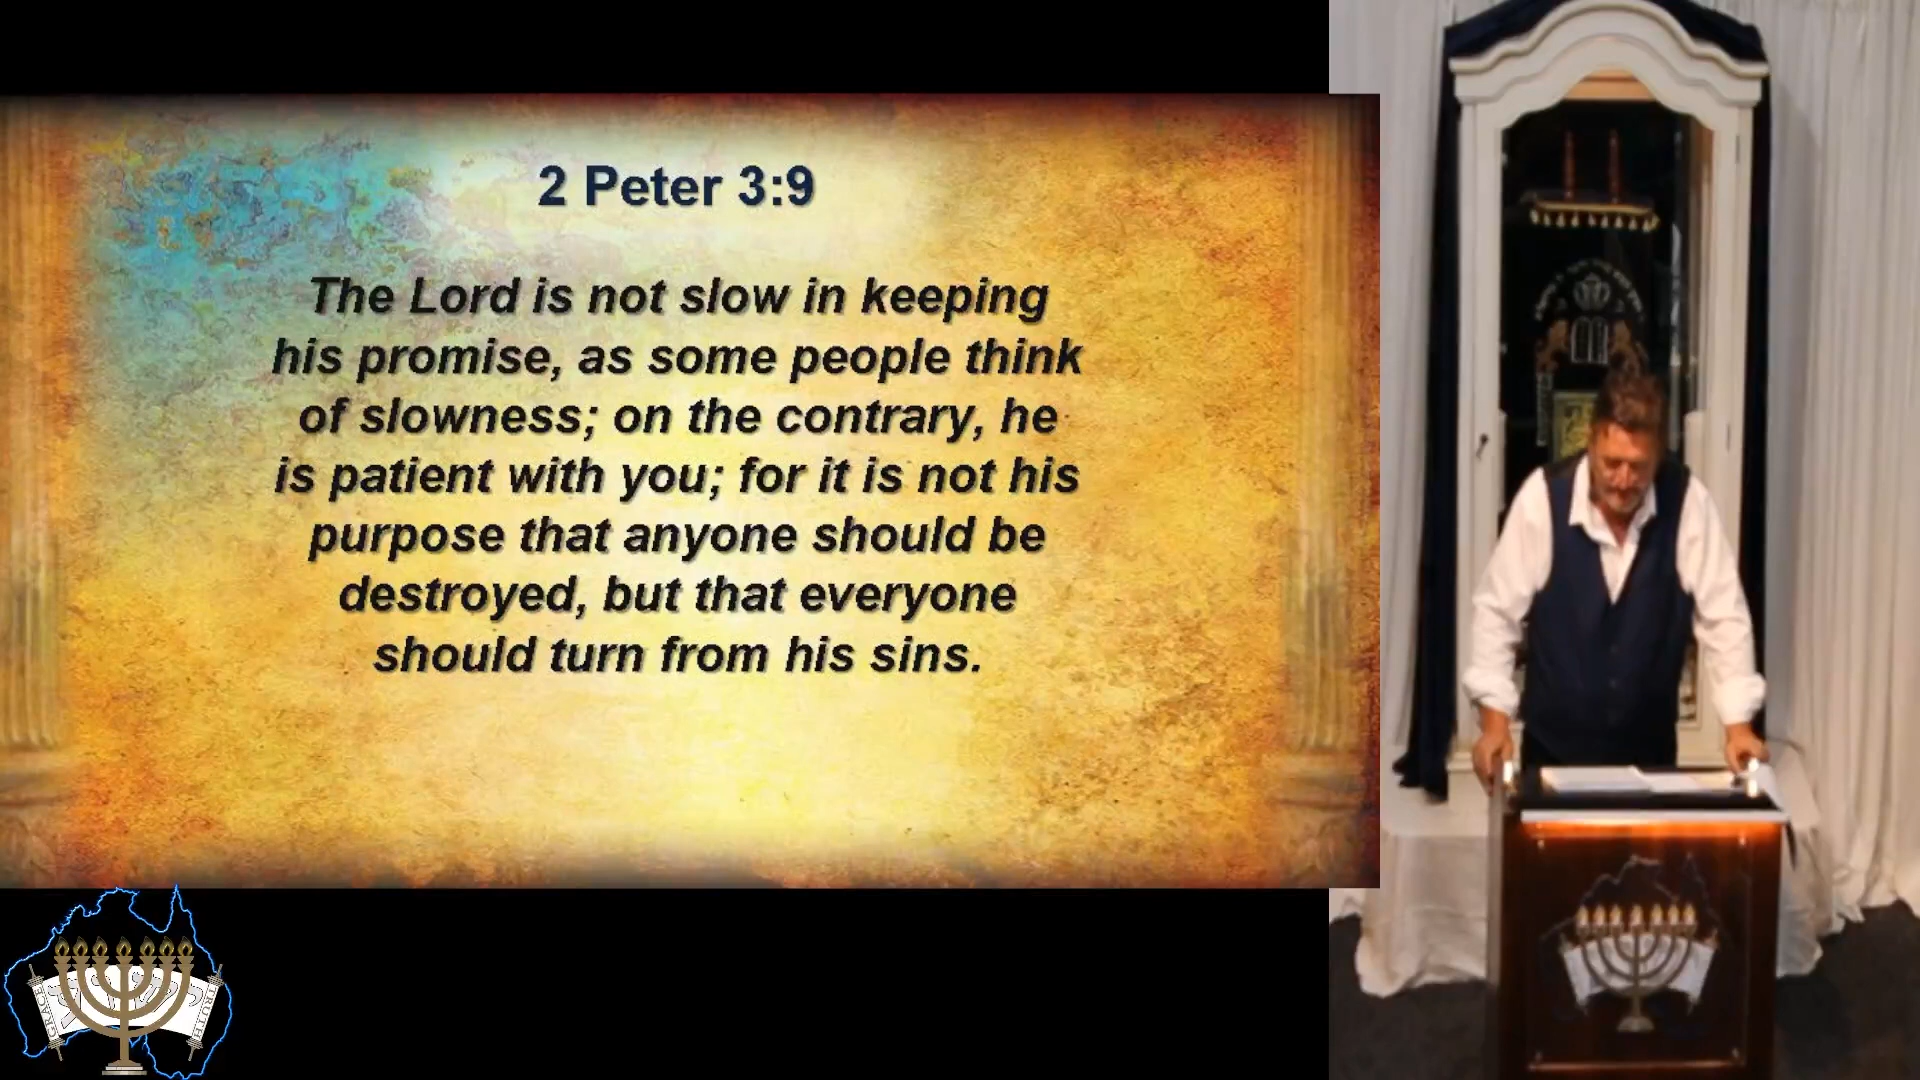 2 Peter 3:9
The Lord is not slow in keeping
his promise, as some people think
of slowness; on the contrary, he
is patient with you; for it is not his
purpose that anyone should be
destroyed, but that everyone
should turn from his sins.
GRACE
TRUTH